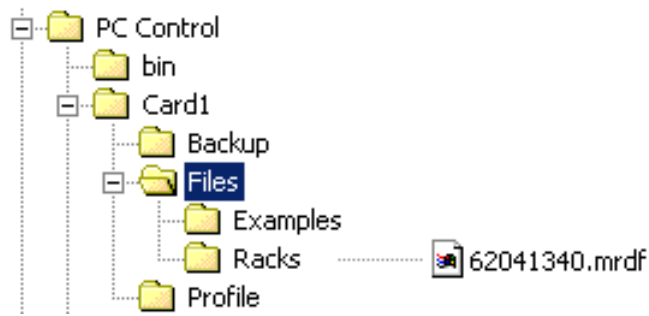 PC Control
bin
Card1
Backup
Files
Examples
Racks 62041340.mrdf
Profile